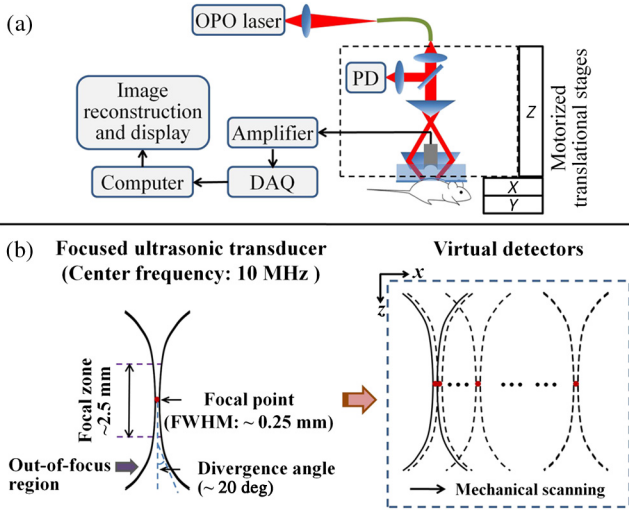 (a)
OPO laser
PD
Image
reconstruction
and display
Amplifier
Computer
DAQ
Z
X
Y
Motorized
translational stages
(b)
Focused ultrasonic transducer
(Center frequency: 10 MHz )
Virtual detectors
x
z
Focal zone
~2.5 mm
Focal point
(FWHM: ~ 0.25 mm)
Out-of-focus
region
Divergence angle
(~ 20 deg)
Mechanical scanning